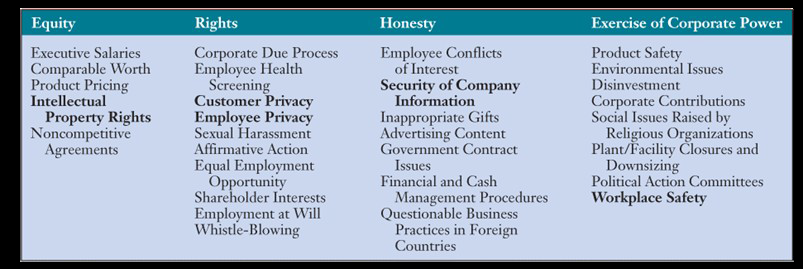 Equity
Executive Salaries
Comparable Worth
Product Pricing
Intellectual
Property Rights
Noncompetitive
Agreements
Rights
Corporate Due Process
Employee Health
Screening
Customer Privacy
Employee Privacy
Sexual Harassment
Affirmative Action
Equal Employment
Opportunity
Shareholder Interests
Employment at Will
Whistle-Blowing
Honesty
Employee Conflicts
of Interest
Security of Company
Information
Inappropriate Gifts
Advertising Content
Government Contract
Issues
Financial and Cash
Management Procedures
Questionable Business
Practices in Foreign
Countries
Exercise of Corporate Power
Product Safety
Environmental Issues
Disinvestment
Corporate Contributions
Social Issues Raised by
Religious Organizations
Plant/Facility Closures and
Downsizing
Political Action Committees
Workplace Safety